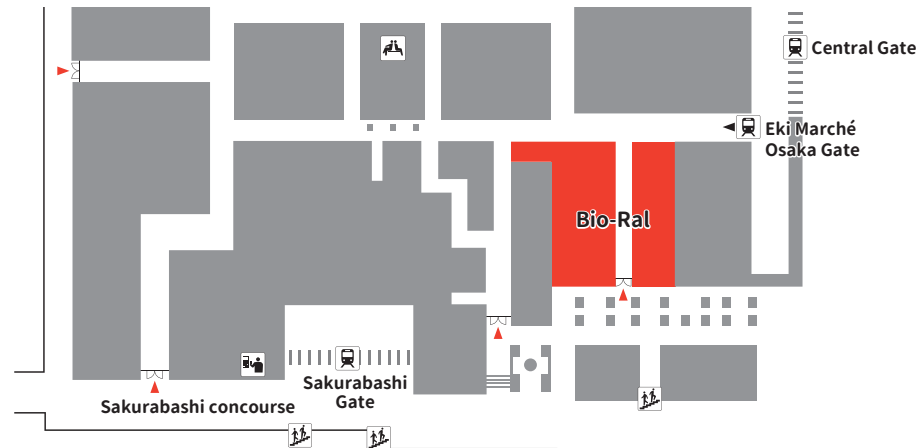 Central Gate
Eki Marché
Osaka Gate
Bio-Ral
Sakurabashi
Gate
Sakurabashi concourse